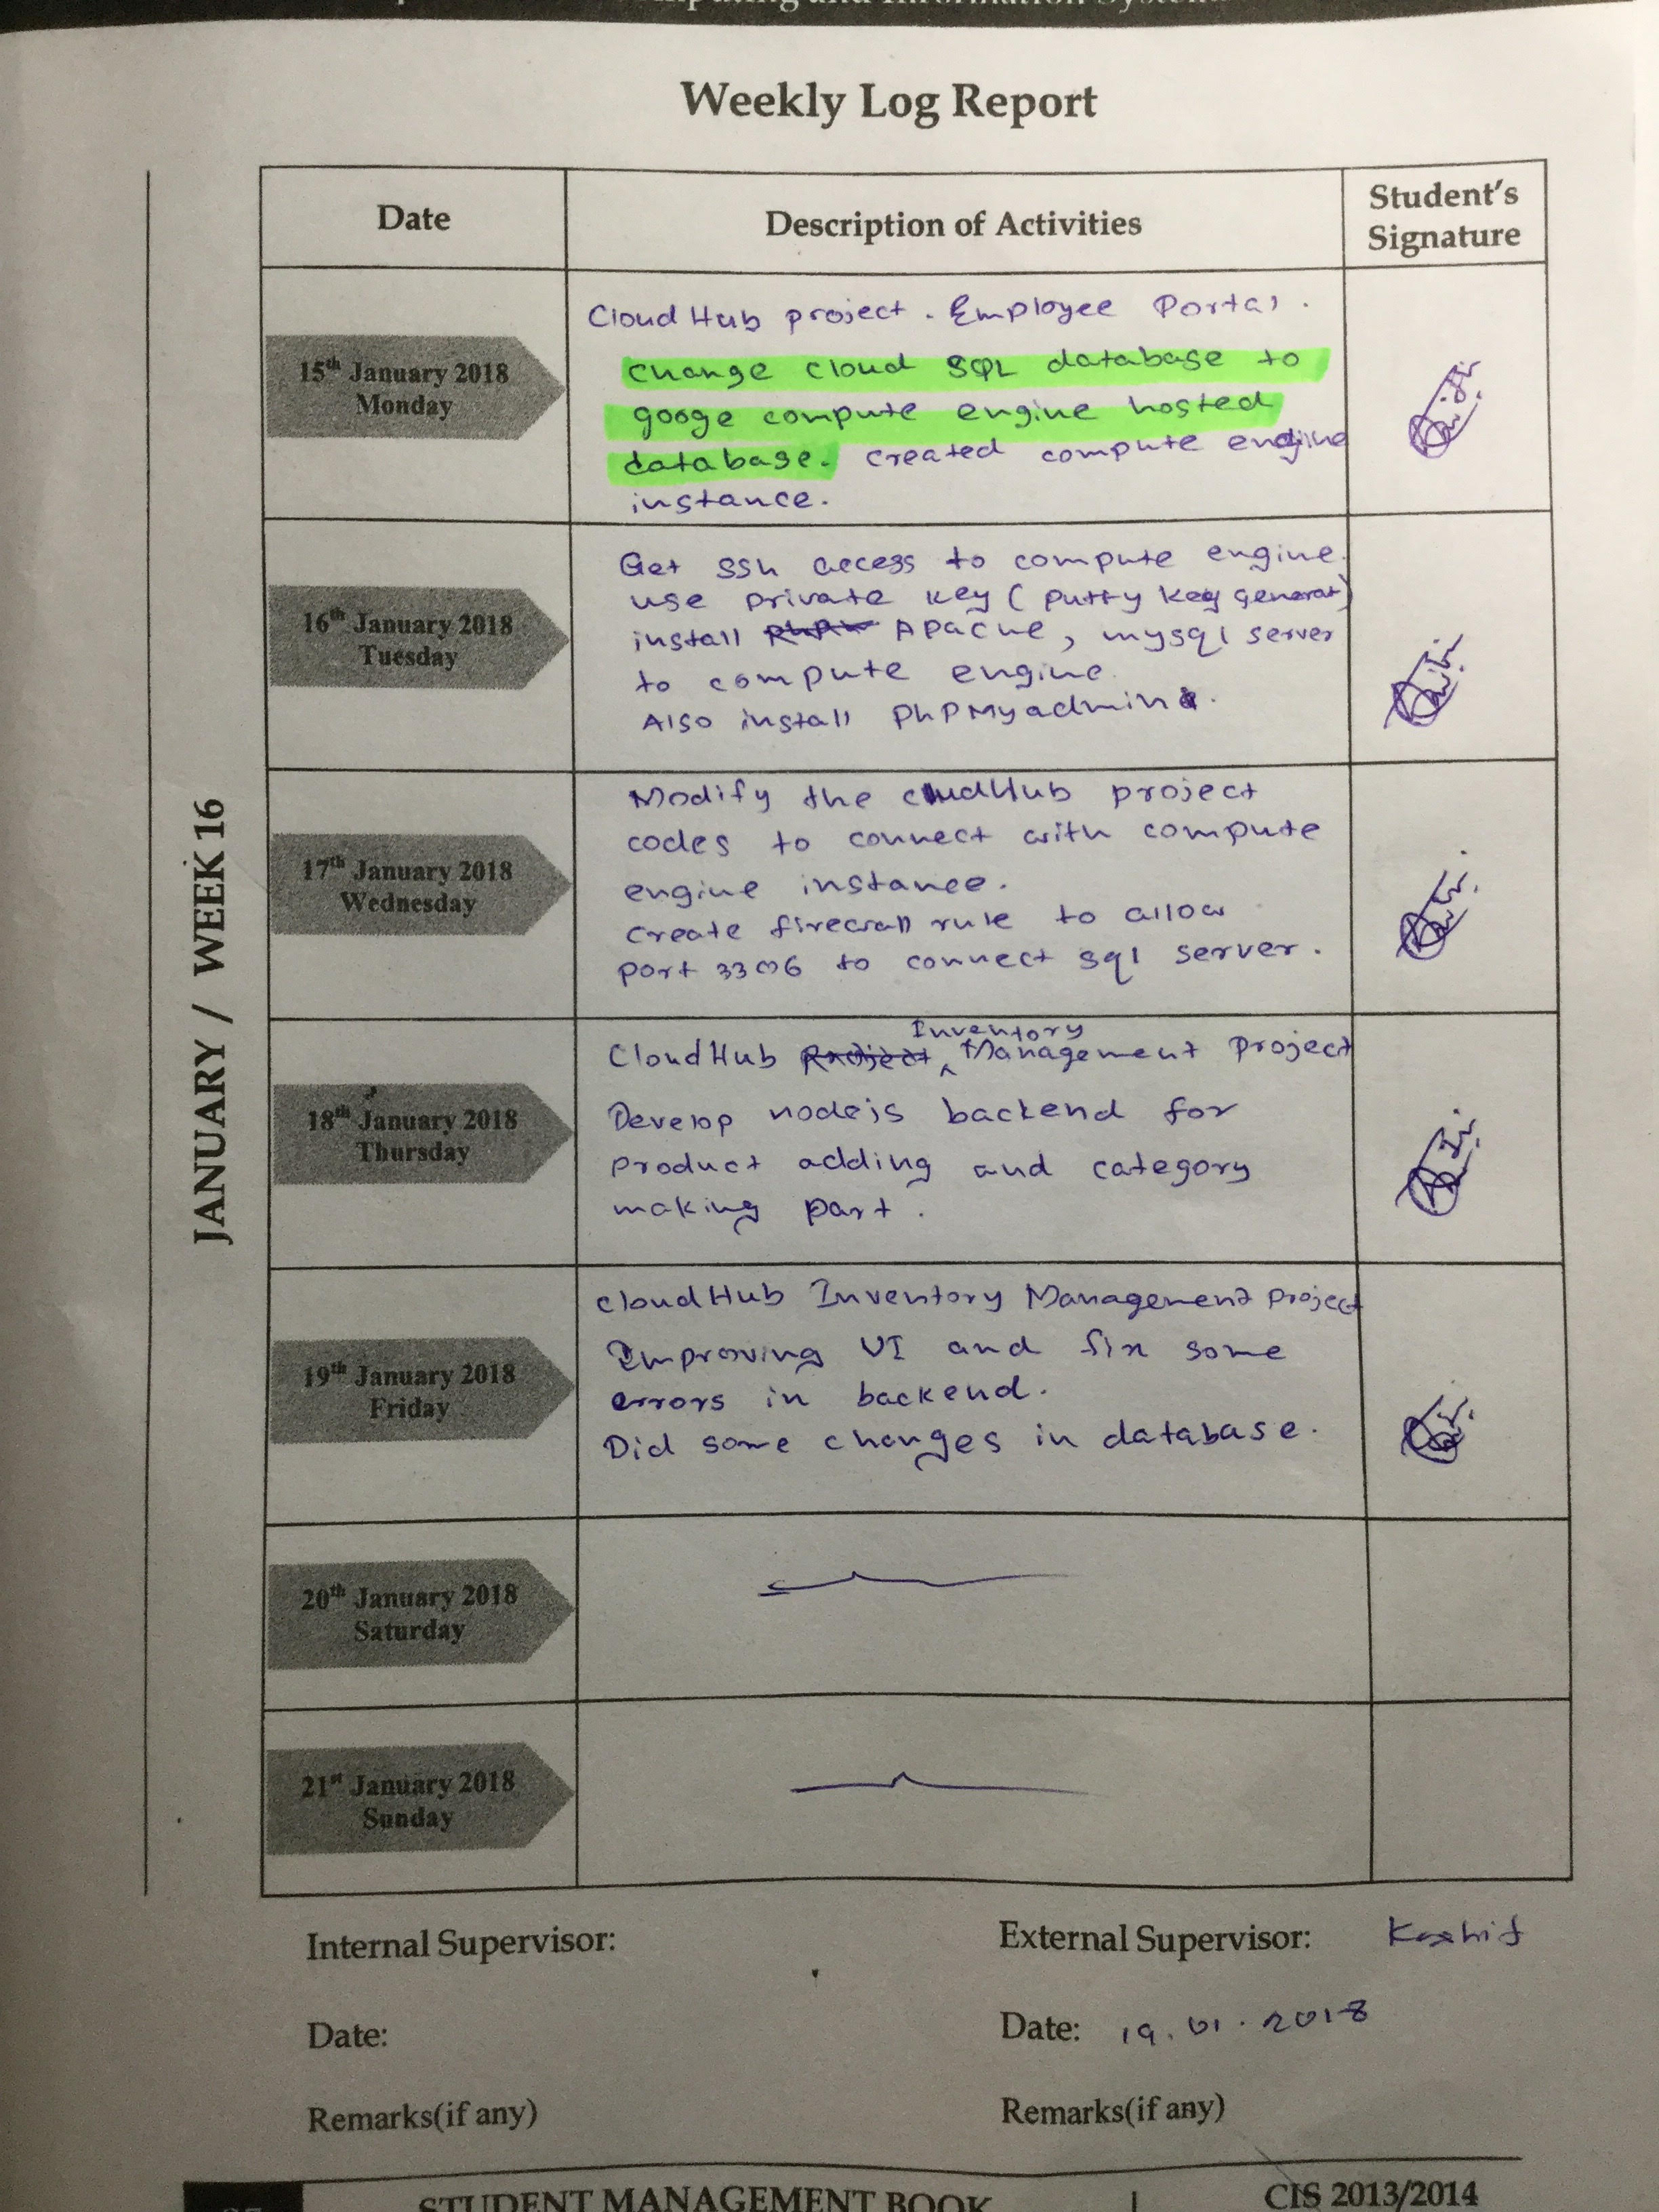 Computing and Information Systems
Weekly Log Report
JANUARY / WEEK 16
Date
Description of Activities
Student's
Signature
15th January 2018
Monday
CloudHub project. Employee Portal.
change cloud SQL database to
googe compute engine hosted
database. created compute engine
instance.
16th January 2018
Tuesday
Get ssh access to compute engine.
use private key (putty key generat)
install Apache, mysql server
to compute engine.
Also install PhPMyadmin.
17th January 2018
Wednesday
Modify the cloudHub project
codes to connect with compute
engine instance.
create firewall rule to allow
port 3306 to connect sql server.
18th January 2018
Thursday
Inventory
CloudHub Project Management Project
Develop nodejs backend for
product adding and category
making part.
19th January 2018
Friday
cloudHub Inventory Management project
Improving UI and fix some
errors in backend.
Did some changes in database.
20th January 2018
Saturday
21st January 2018
Sunday
Internal Supervisor:
External Supervisor: Kashif
Date:
Date: 19.01.2018
Remarks(if any)
Remarks(if any)
STUDENT MANAGEMENT BOOK | CIS 2013/2014